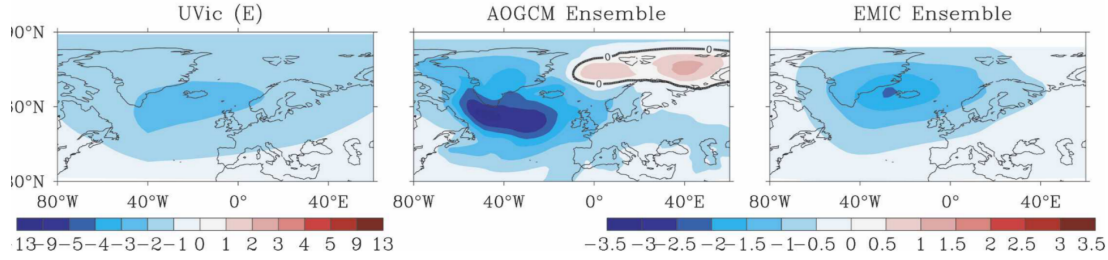 UVic (E) AOGCM Ensemble EMIC Ensemble
0
0
80°W 40°W 0° 40°E 80°W 40°W 0° 40°E 80°W 40°W 0° 40°E
-13-9-5-4-3-2-1 0 1 2 3 4 5 9 13 -3.5-3-2.5-2-1.5-1-0.5 0 0.5 1 1.5 2 2.5 3 3.5